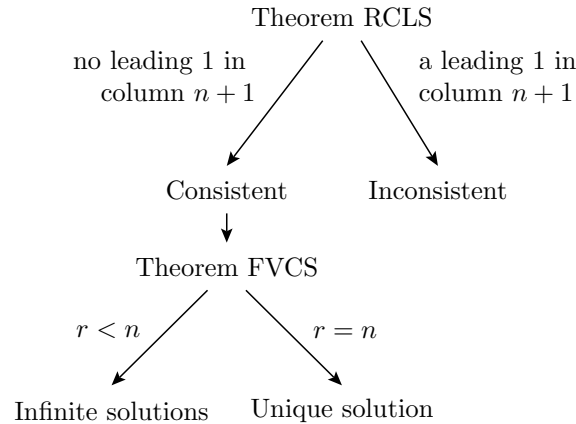 Theorem RCLS
no leading 1 in
column n + 1
a leading 1 in
column n + 1
Consistent
Inconsistent
Theorem FVCS
r < n
r = n
Infinite solutions
Unique solution